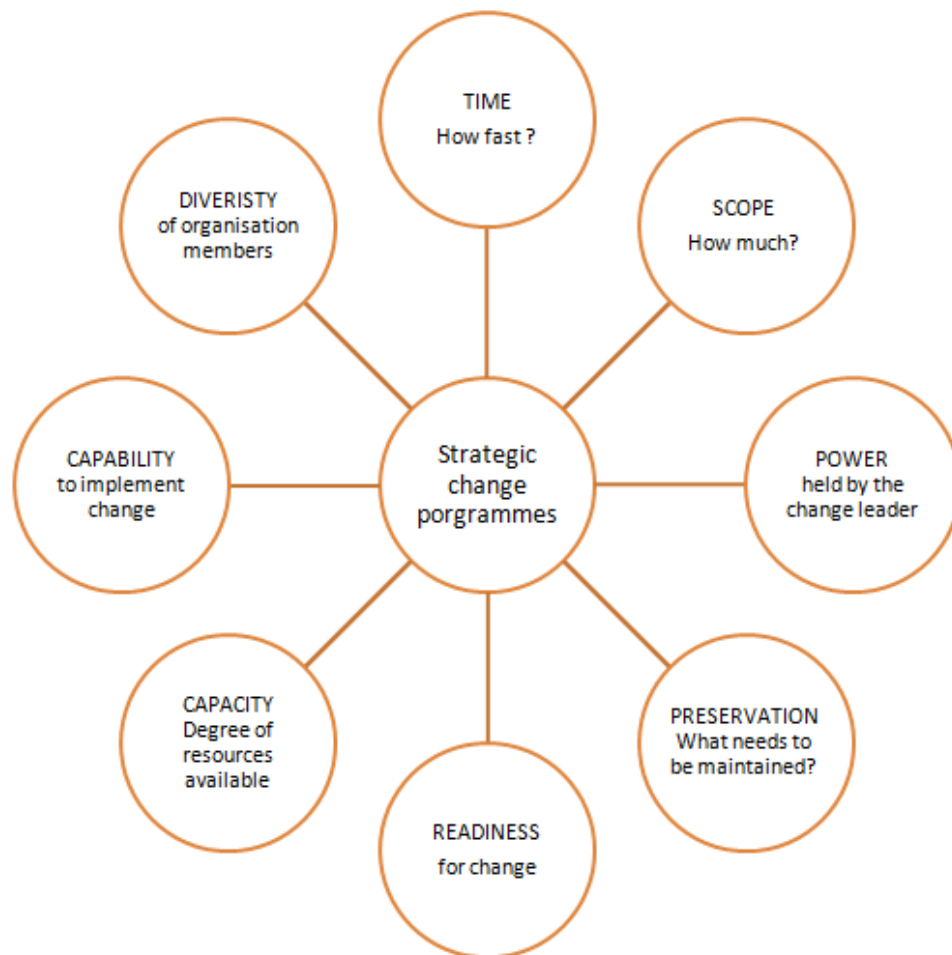 TIME
How fast ?
SCOPE
How much?
POWER
held by the
change leader
PRESERVATION
What needs to
be maintained?
READINESS
for change
CAPACITY
Degree of
resources
available
CAPABILITY
to implement
change
DIVERISTY
of organisation
members
Strategic
change
porgrammes